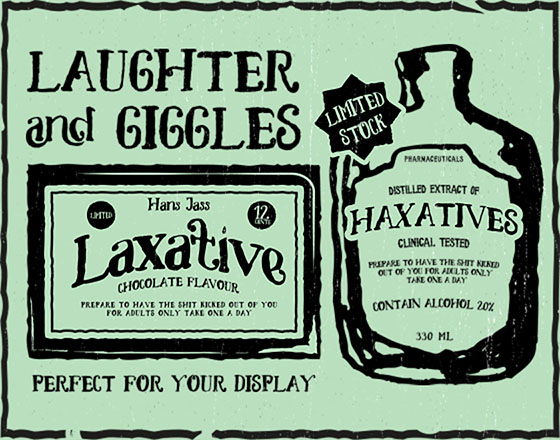 LAUGHTER
and GIGGLES
LIMITED
STOCK
LIMITED
Hans Jass
12
CENTS
Laxative
CHOCOLATE FLAVOUR
PREPARE TO HAVE THE SHIT KICKED OUT OF YOU
FOR ADULTS ONLY TAKE ONE A DAY
PERFECT FOR YOUR DISPLAY
PHARMACEUTICALS
DISTILLED EXTRACT OF
HAXATIVES
CLINICAL TESTED
PREPARE TO HAVE THE SHIT KICKED
OUT OF YOU FOR ADULTS ONLY
TAKE ONE A DAY
CONTAIN ALCOHOL 20%
330 ML